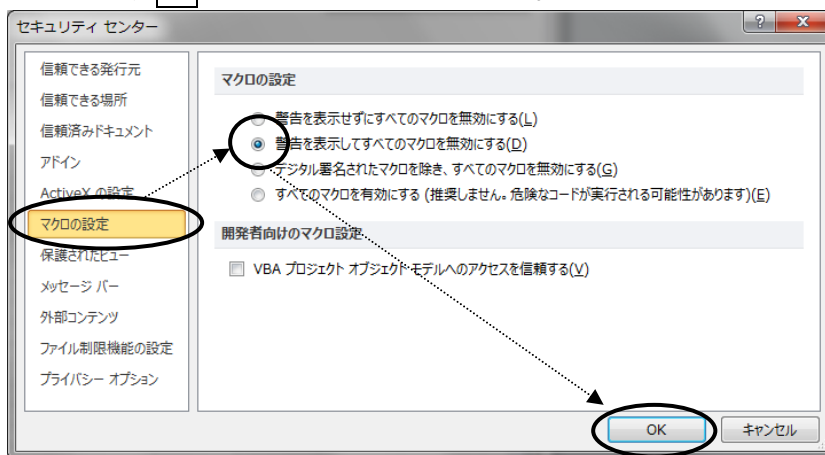 セキュリティ センター
信頼できる発行元
信頼できる場所
信頼済みドキュメント
アドイン
ActiveX の設定
マクロの設定
保護されたビュー
メッセージ バー
外部コンテンツ
ファイル制限機能の設定
プライバシー オプション
マクロの設定
警告を表示せずにすべてのマクロを無効にする(L)
警告を表示してすべてのマクロを無効にする(D)
デジタル署名されたマクロを除き、すべてのマクロを無効にする(G)
すべてのマクロを有効にする (推奨しません。危険なコードが実行される可能性があります)(E)
開発者向けのマクロ設定
VBA プロジェクト オブジェクト モデルへのアクセスを信頼する(V)
OK
キャンセル